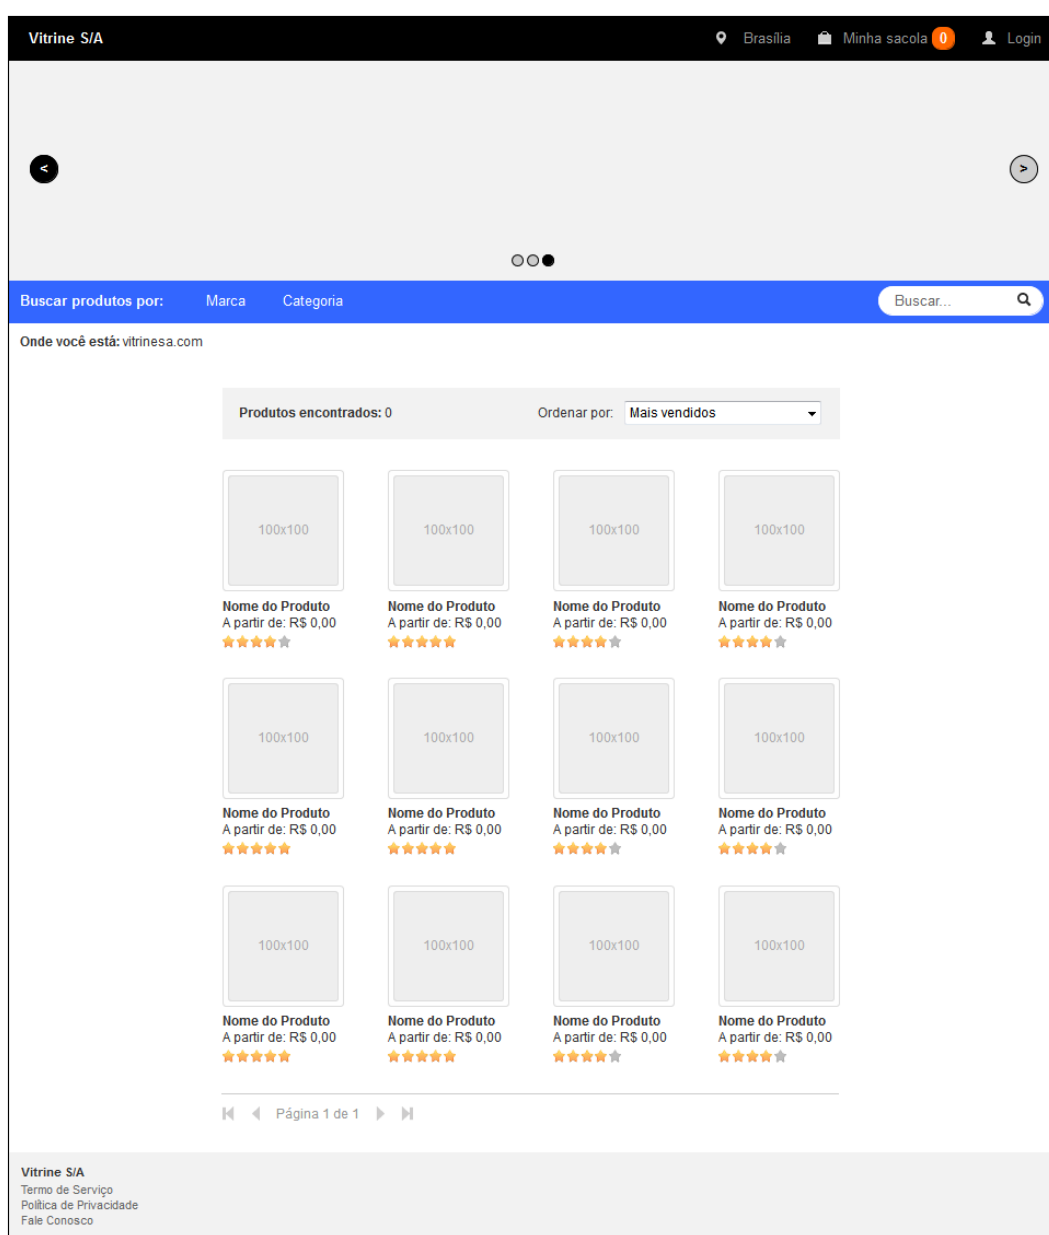 Vitrine S/A Brasília Minha sacola 0 Login
< >
Buscar produtos por: Marca Categoria Buscar...
Onde você está: vitrinesa.com
Produtos encontrados: 0 Ordenar por: Mais vendidos
100x100 100x100 100x100 100x100
Nome do Produto Nome do Produto Nome do Produto Nome do Produto
A partir de: R$ 0,00 A partir de: R$ 0,00 A partir de: R$ 0,00 A partir de: R$ 0,00
100x100 100x100 100x100 100x100
Nome do Produto Nome do Produto Nome do Produto Nome do Produto
A partir de: R$ 0,00 A partir de: R$ 0,00 A partir de: R$ 0,00 A partir de: R$ 0,00
100x100 100x100 100x100 100x100
Nome do Produto Nome do Produto Nome do Produto Nome do Produto
A partir de: R$ 0,00 A partir de: R$ 0,00 A partir de: R$ 0,00 A partir de: R$ 0,00
Página 1 de 1
Vitrine S/A
Termo de Serviço
Política de Privacidade
Fale Conosco